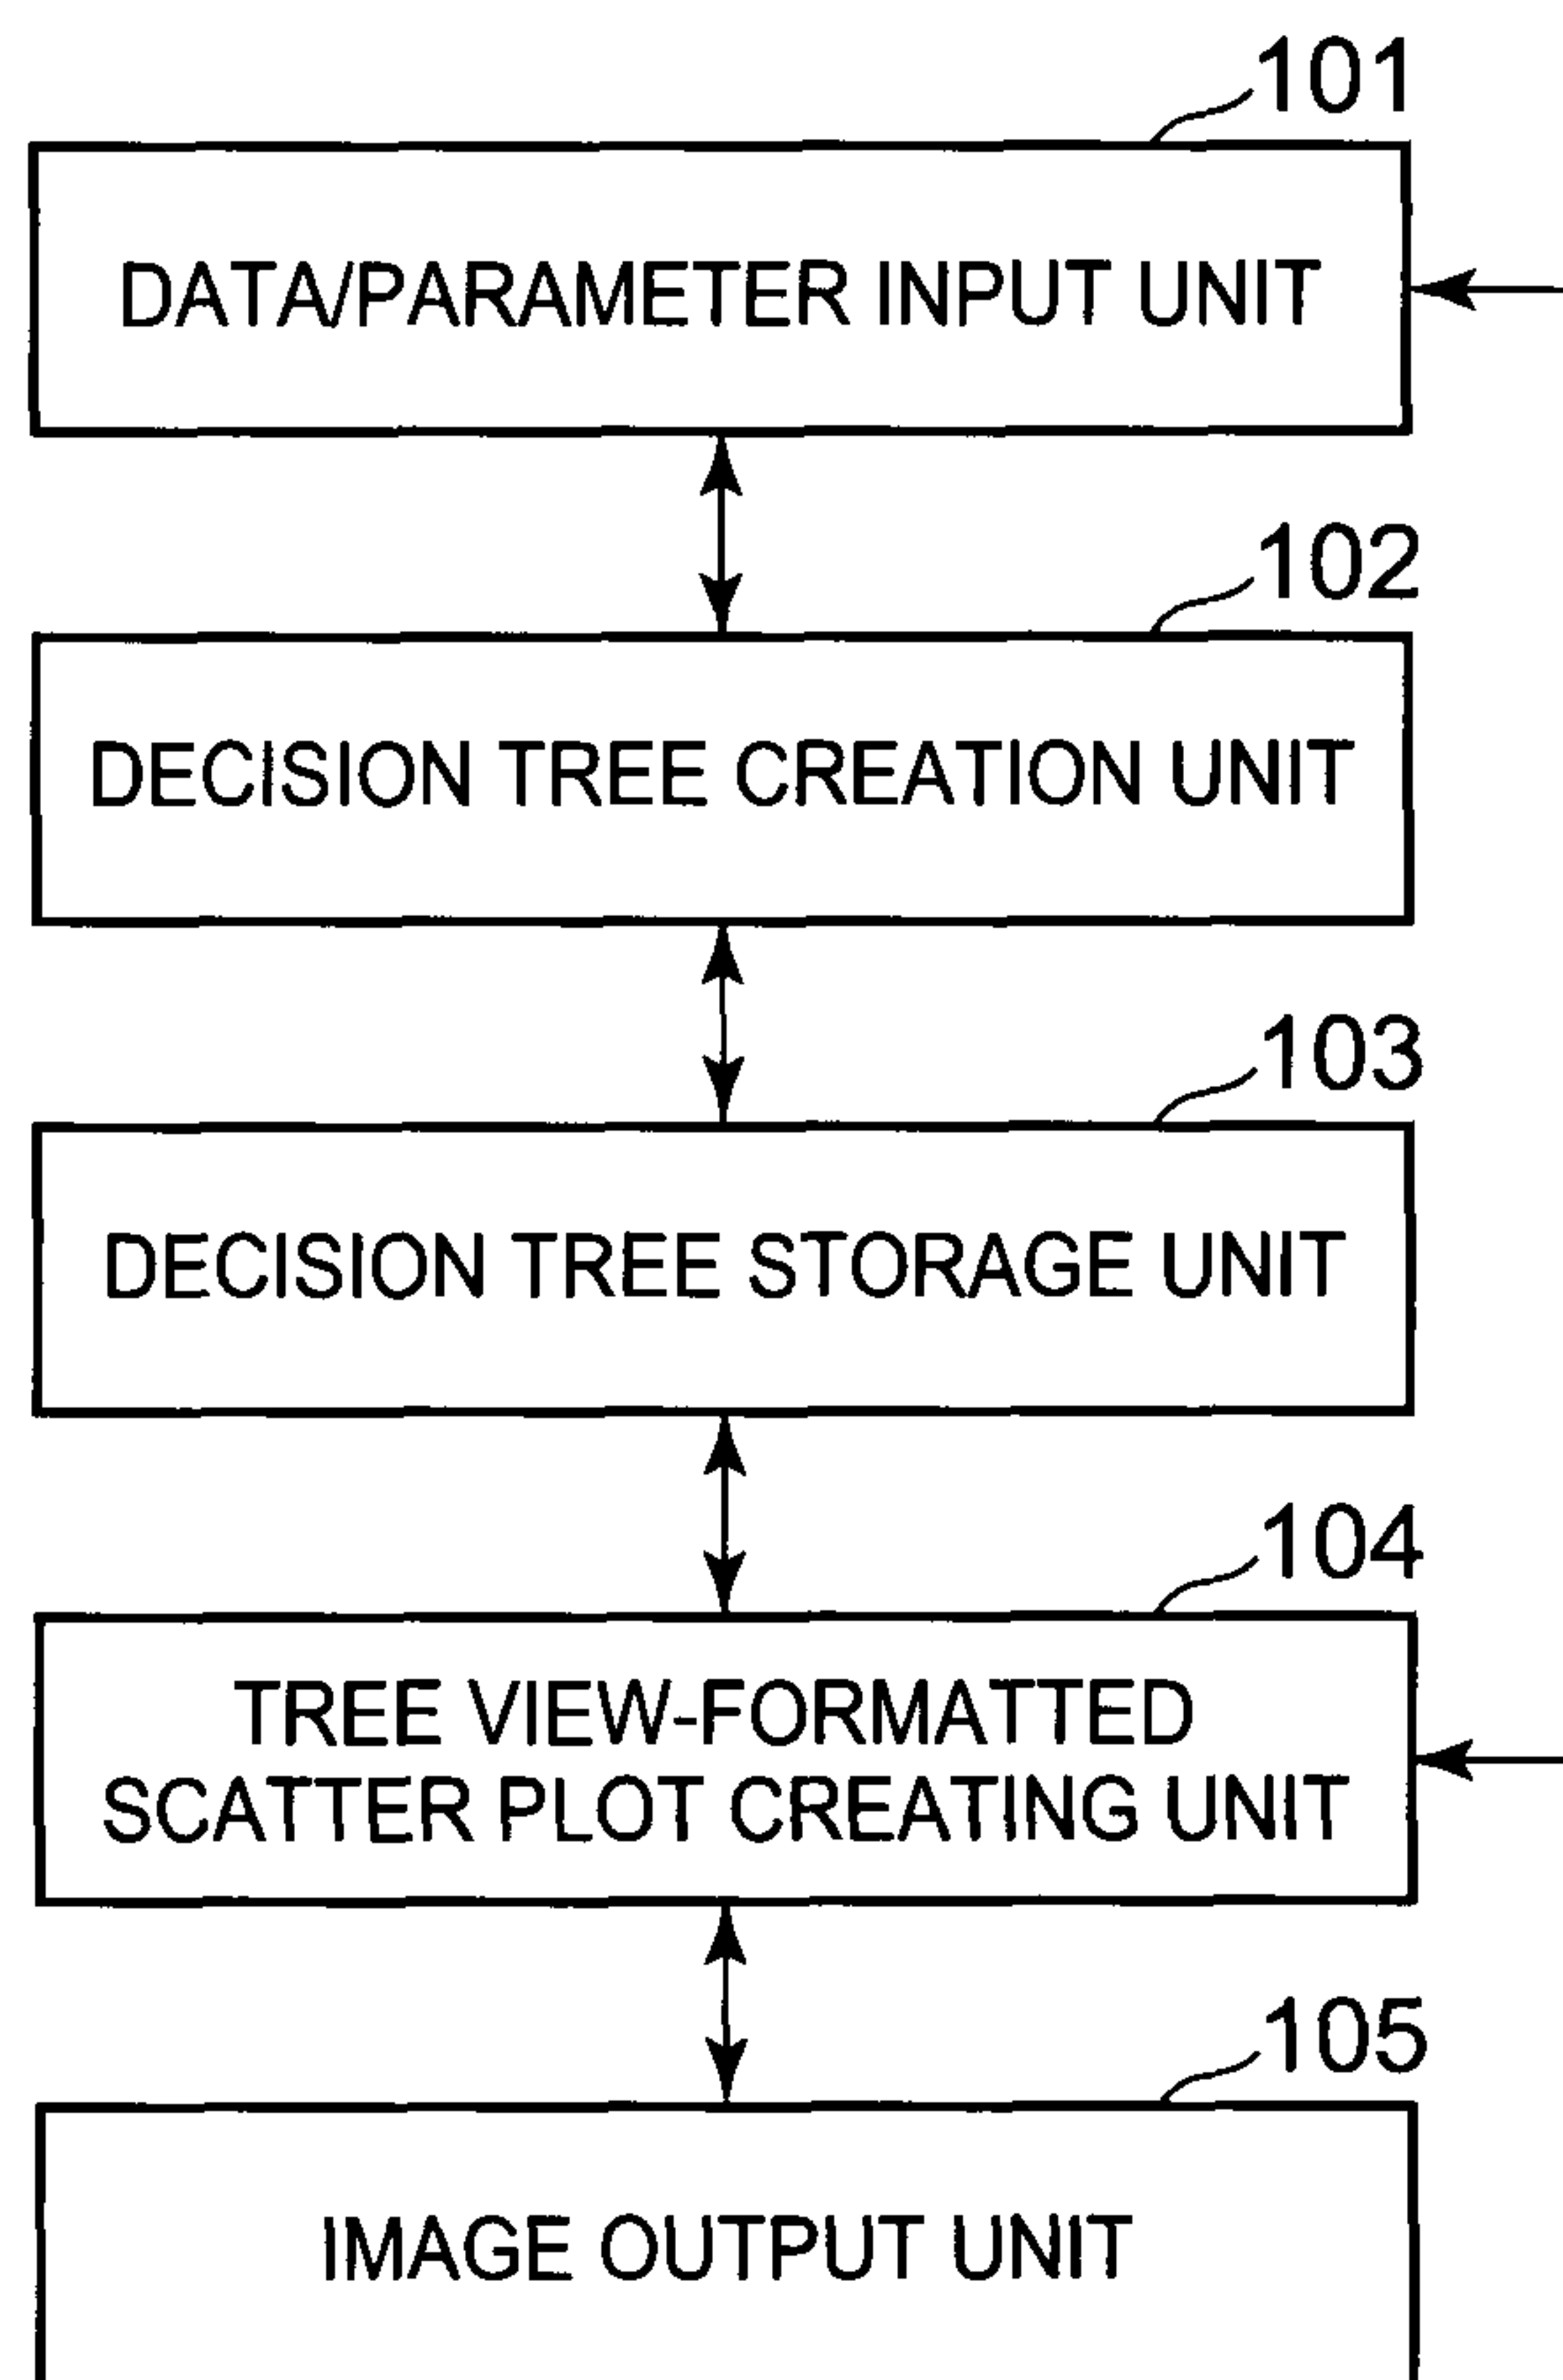 101
DATA/PARAMETER INPUT UNIT
102
DECISION TREE CREATION UNIT
103
DECISION TREE STORAGE UNIT
104
TREE VIEW-FORMATTED
SCATTER PLOT CREATING UNIT
105
IMAGE OUTPUT UNIT